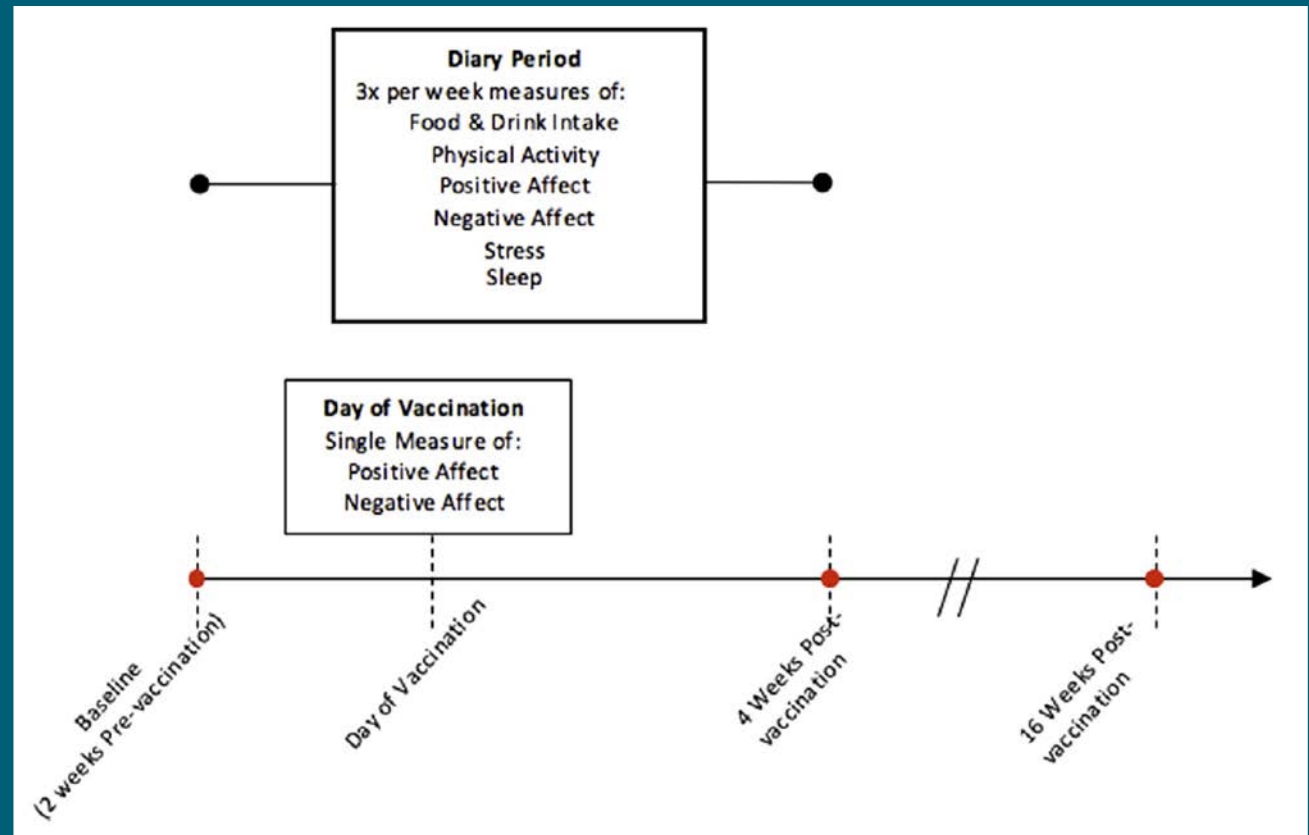 Diary Period
3x per week measures of:
Food & Drink Intake
Physical Activity
Positive Affect
Negative Affect
Stress
Sleep
Day of Vaccination
Single Measure of:
Positive Affect
Negative Affect
Baseline
(2 weeks Pre-vaccination)
Day of Vaccination
4 Weeks Post-
vaccination
16 Weeks Post-
vaccination